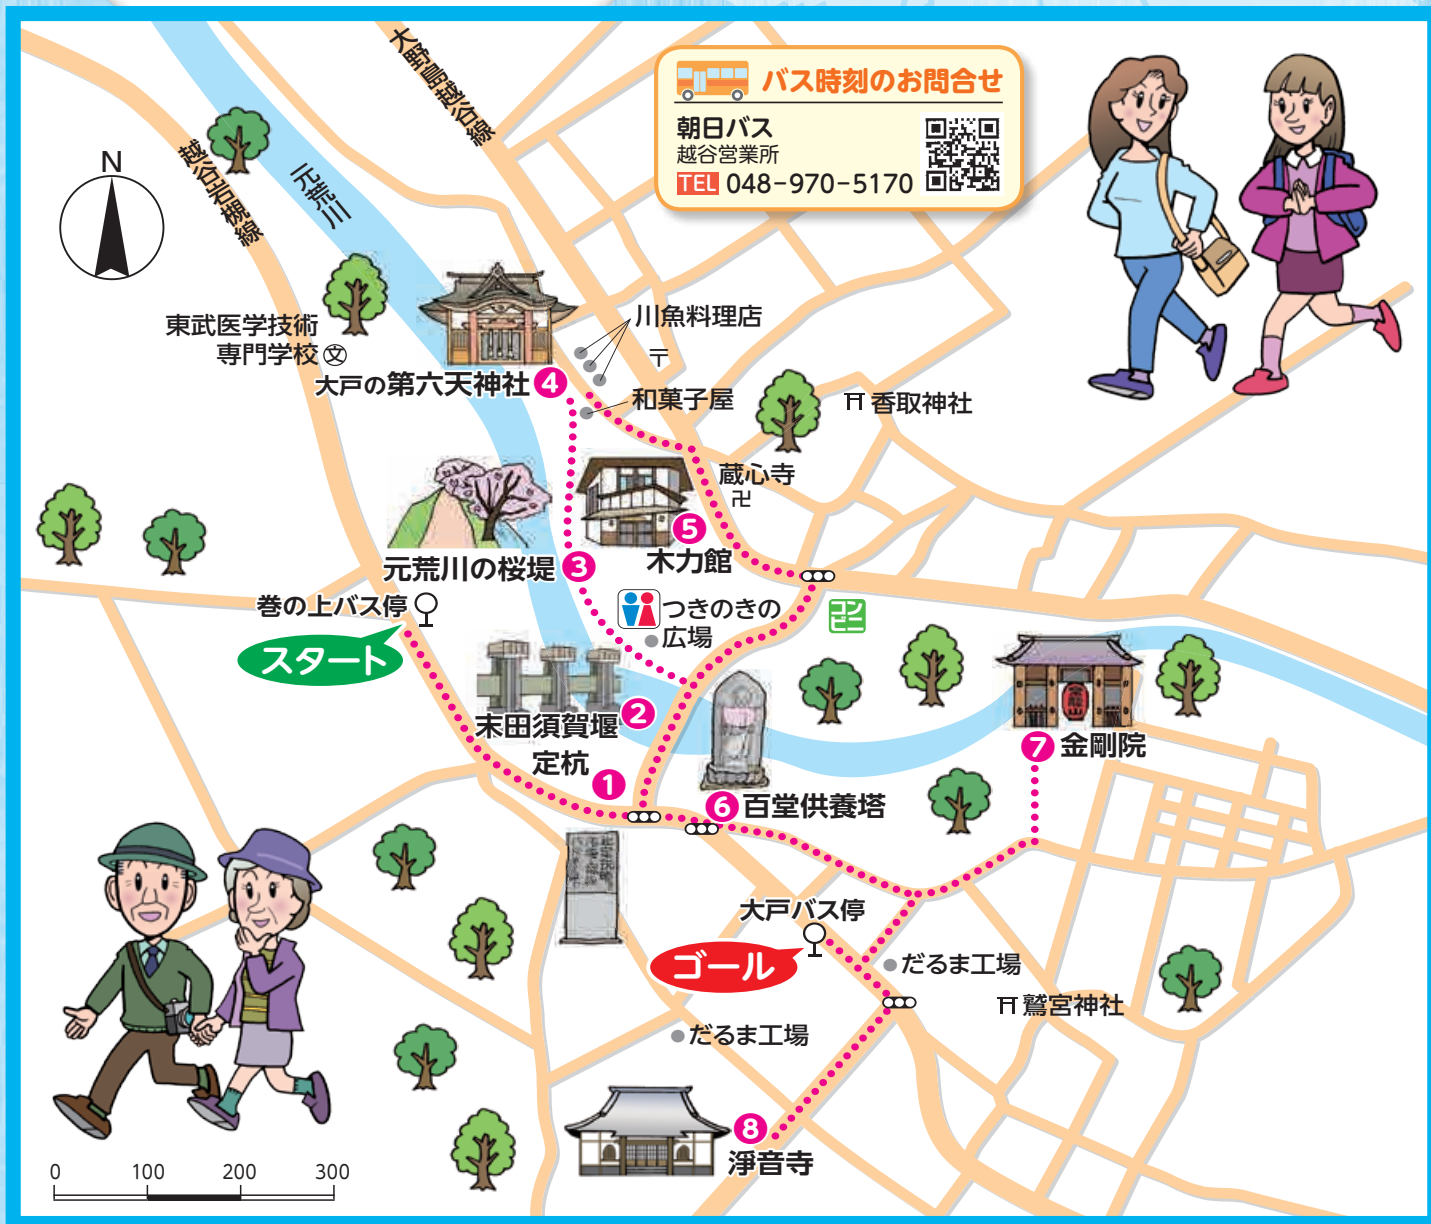 大野島越谷線
バス時刻のお問合せ
朝日バス
越谷営業所
TEL 048-970-5170
越谷岩槻線
元荒川
N
東武医学技術
専門学校 文
川魚料理店
〒
大戸の第六天神社 4
和菓子屋
香取神社
蔵心寺
卍
5
木力館
元荒川の桜堤 3
巻の上バス停
スタート
つきのきの
広場
コン
ビニ
末田須賀堰 2
定杭 1
7 金剛院
6 百堂供養塔
大戸バス停
ゴール
だるま工場
鷲宮神社
だるま工場
8
淨音寺
0 100 200 300